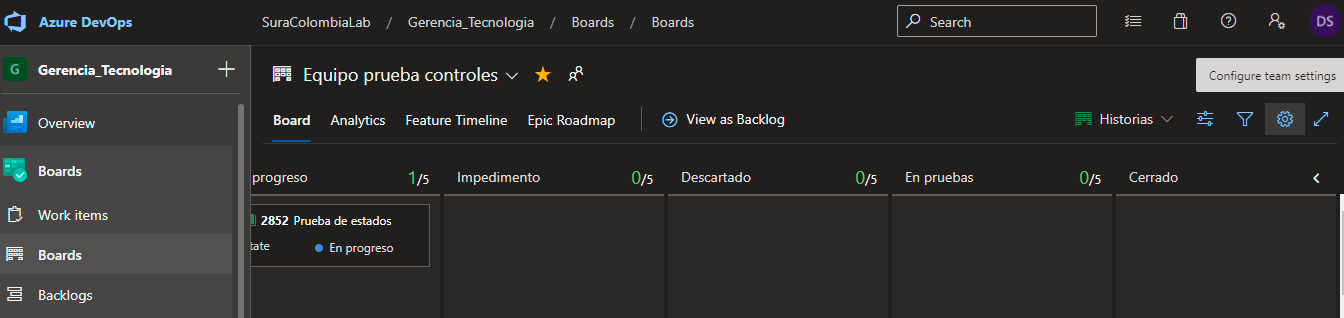 Azure DevOps
SuraColombiaLab / Gerencia_Tecnologia / Boards / Boards
Search
DS
G Gerencia_Tecnologia
Equipo prueba controles
Configure team settings
Overview
Board Analytics Feature Timeline Epic Roadmap View as Backlog Historias
Boards
progreso 1/5 Impedimento 0/5 Descartado 0/5 En pruebas 0/5 Cerrado
Work items
2852 Prueba de estados
tate En progreso
Boards
Backlogs